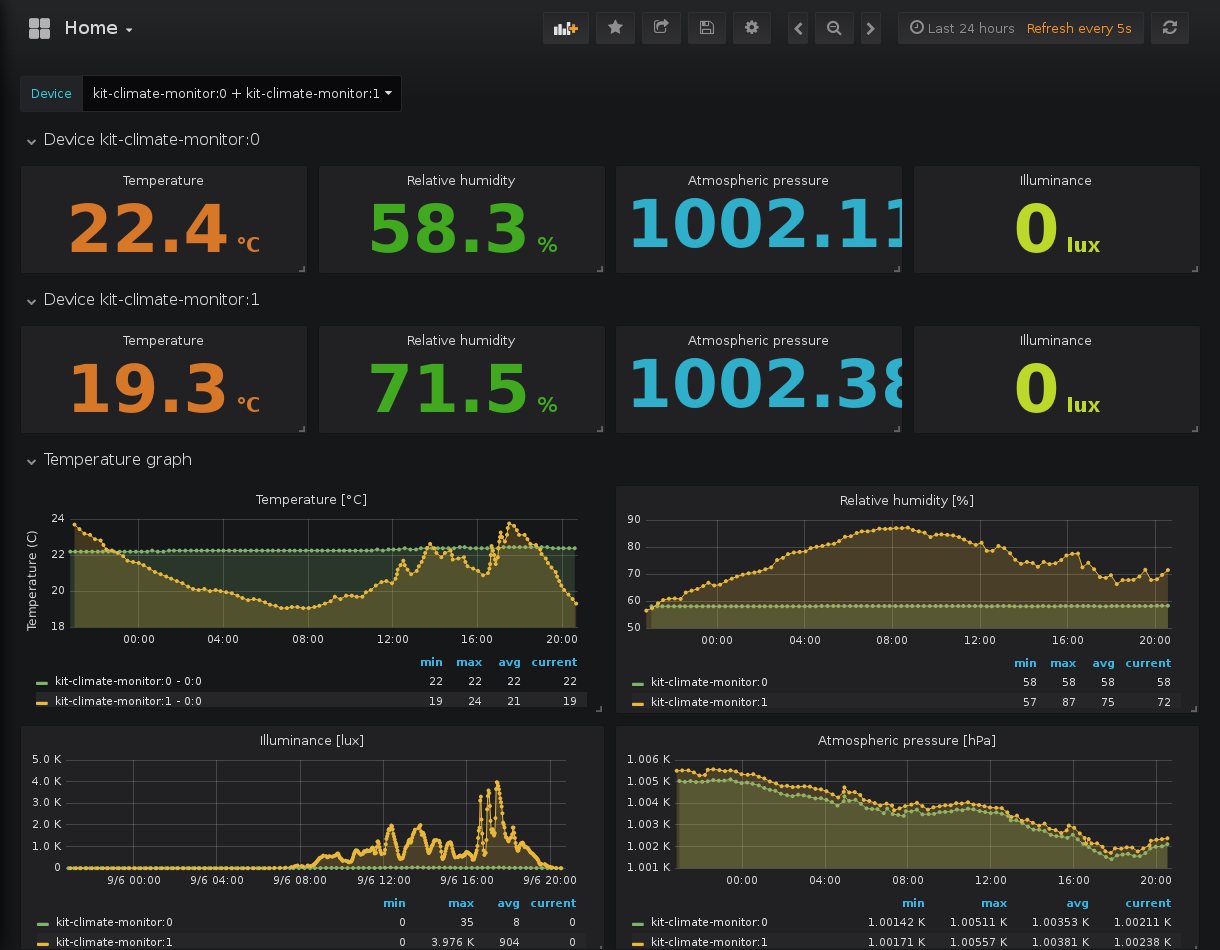 Home
Last 24 hours Refresh every 5s
Device kit-climate-monitor:0 + kit-climate-monitor:1
Device kit-climate-monitor:0
Temperature Relative humidity Atmospheric pressure Illuminance
22.4 °C 58.3 % 1002.11 0 lux
Device kit-climate-monitor:1
Temperature Relative humidity Atmospheric pressure Illuminance
19.3 °C 71.5 % 1002.38 0 lux
Temperature graph
Temperature [°C]
Temperature (C)
24
22
20
18
00:00 04:00 08:00 12:00 16:00 20:00
min max avg current
kit-climate-monitor:0 - 0:0 22 22 22 22
kit-climate-monitor:1 - 0:0 19 24 21 19
Relative humidity [%]
90
80
70
60
50
00:00 04:00 08:00 12:00 16:00 20:00
min max avg current
kit-climate-monitor:0 58 58 58 58
kit-climate-monitor:1 57 87 75 72
Illuminance [lux]
5.0 K
4.0 K
3.0 K
2.0 K
1.0 K
0
9/6 00:00 9/6 04:00 9/6 08:00 9/6 12:00 9/6 16:00 9/6 20:00
min max avg current
kit-climate-monitor:0 0 35 8 0
kit-climate-monitor:1 0 3.976 K 904 0
Atmospheric pressure [hPa]
1.006 K
1.005 K
1.004 K
1.003 K
1.002 K
1.001 K
00:00 04:00 08:00 12:00 16:00 20:00
min max avg current
kit-climate-monitor:0 1.00142 K 1.00511 K 1.00353 K 1.00211 K
kit-climate-monitor:1 1.00171 K 1.00557 K 1.00381 K 1.00238 K